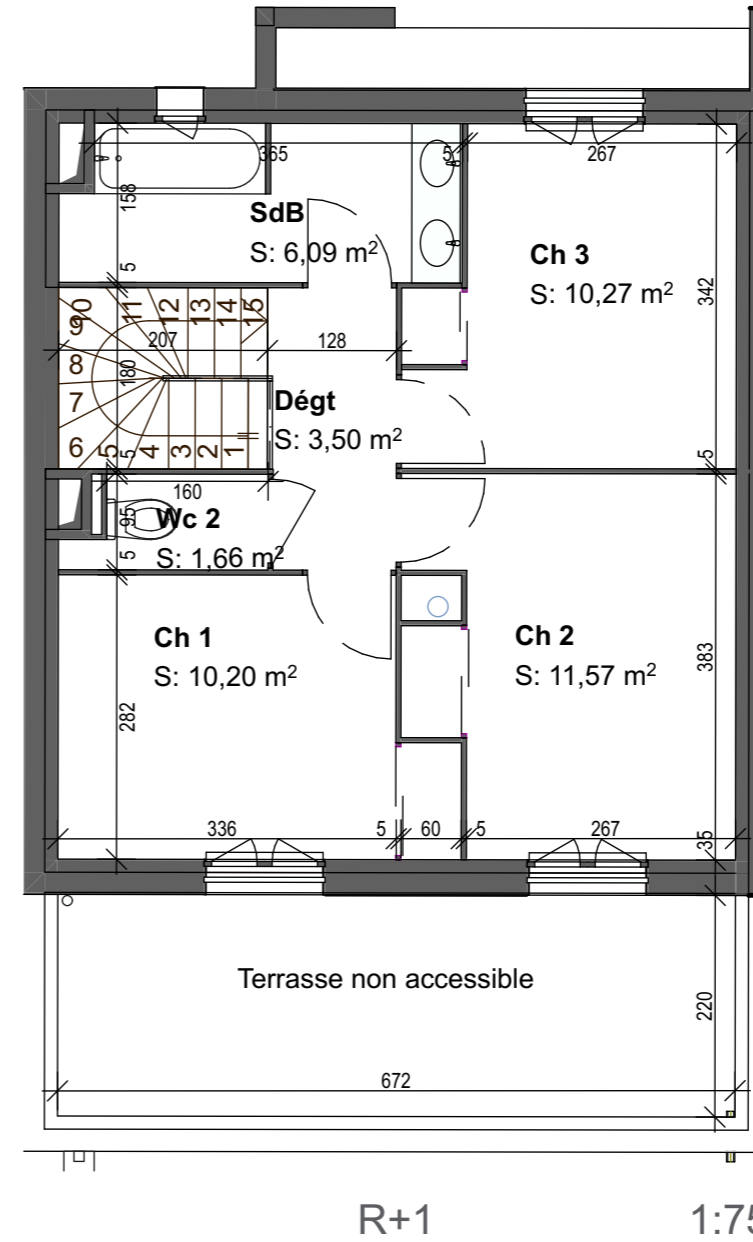 365
5
267
158
SdB
S: 6,09 m²
Ch 3
S: 10,27 m²
342
5
10
11
12
13
14
15
9
207
128
8
180
7
Dégt
S: 3,50 m²
6
5
4
3
2
1
5
5
160
95
Wc 2
S: 1,66 m²
5
Ch 1
S: 10,20 m²
Ch 2
S: 11,57 m²
383
282
336
5
60
5
267
35
Terrasse non accessible
220
672
R+1
1:75